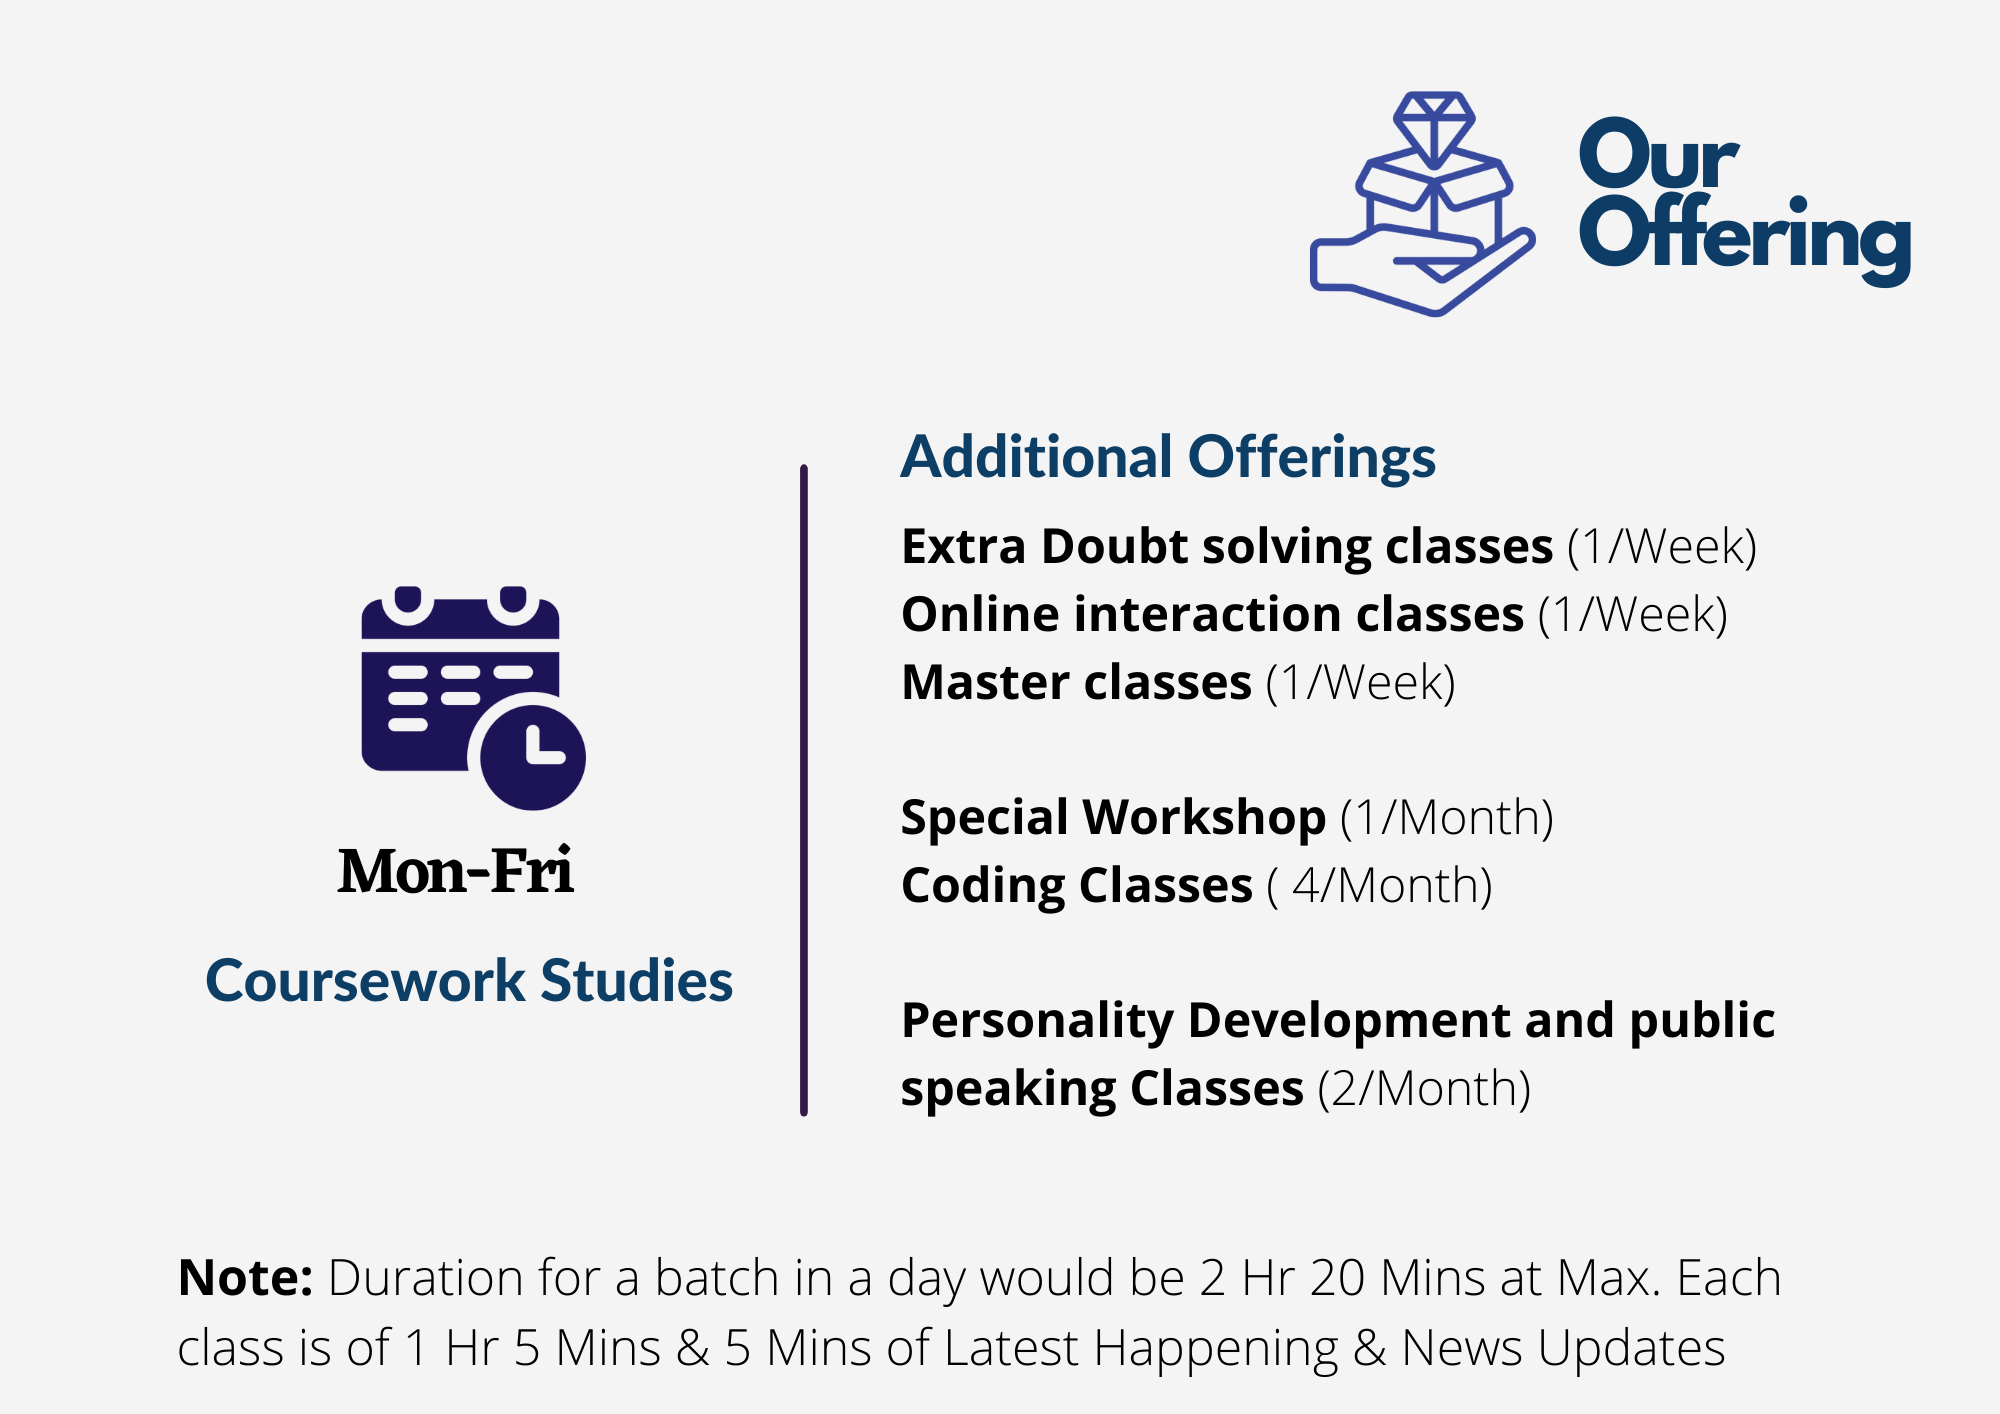 Our
Offering
Mon-Fri
Coursework Studies
Additional Offerings
Extra Doubt solving classes (1/Week)
Online interaction classes (1/Week)
Master classes (1/Week)
Special Workshop (1/Month)
Coding Classes ( 4/Month)
Personality Development and public
speaking Classes (2/Month)
Note: Duration for a batch in a day would be 2 Hr 20 Mins at Max. Each
class is of 1 Hr 5 Mins & 5 Mins of Latest Happening & News Updates